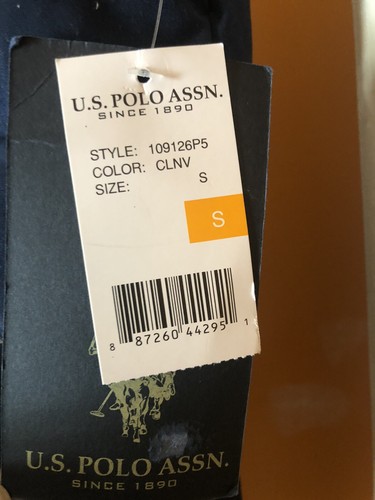 U.S. POLO ASSN.
SINCE 1890
STYLE: 109126P5
COLOR: CLNV
SIZE: S
S
8 87260 44295 1
U.S. POLO ASSN.
SINCE 1890